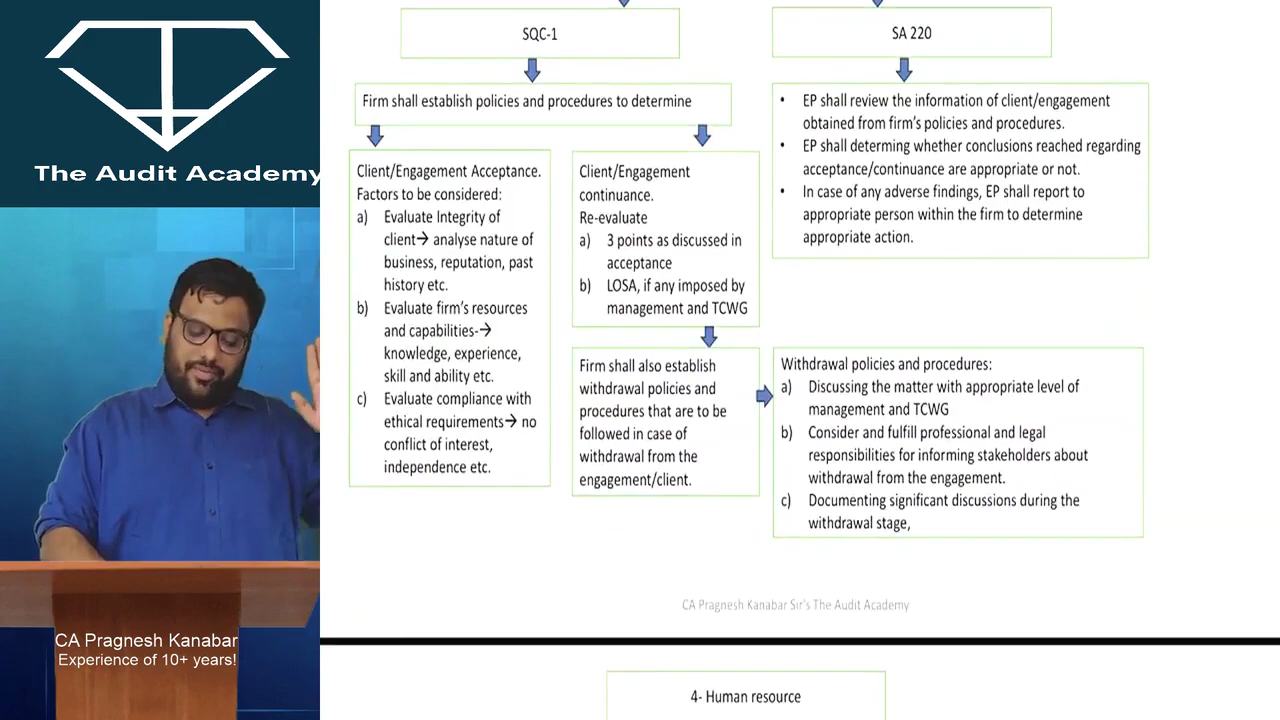 The Audit Academy
CA Pragnesh Kanabar
Experience of 10+ years!
SQC-1
Firm shall establish policies and procedures to determine
Client/Engagement Acceptance.
Factors to be considered:
a) Evaluate Integrity of
client→ analyse nature of
business, reputation, past
history etc.
b) Evaluate firm's resources
and capabilities-→
knowledge, experience,
skill and ability etc.
c) Evaluate compliance with
ethical requirements→ no
conflict of interest,
independence etc.
Client/Engagement
continuance.
Re-evaluate
a) 3 points as discussed in
acceptance
b) LOSA, if any imposed by
management and TCWG
Firm shall also establish
withdrawal policies and
procedures that are to be
followed in case of
withdrawal from the
engagement/client.
SA 220
• EP shall review the information of client/engagement
obtained from firm's policies and procedures.
• EP shall determing whether conclusions reached regarding
acceptance/continuance are appropriate or not.
• In case of any adverse findings, EP shall report to
appropriate person within the firm to determine
appropriate action.
Withdrawal policies and procedures:
a) Discussing the matter with appropriate level of
management and TCWG
b) Consider and fulfill professional and legal
responsibilities for informing stakeholders about
withdrawal from the engagement.
c) Documenting significant discussions during the
withdrawal stage,
CA Pragnesh Kanabar Sir's The Audit Academy
4- Human resource